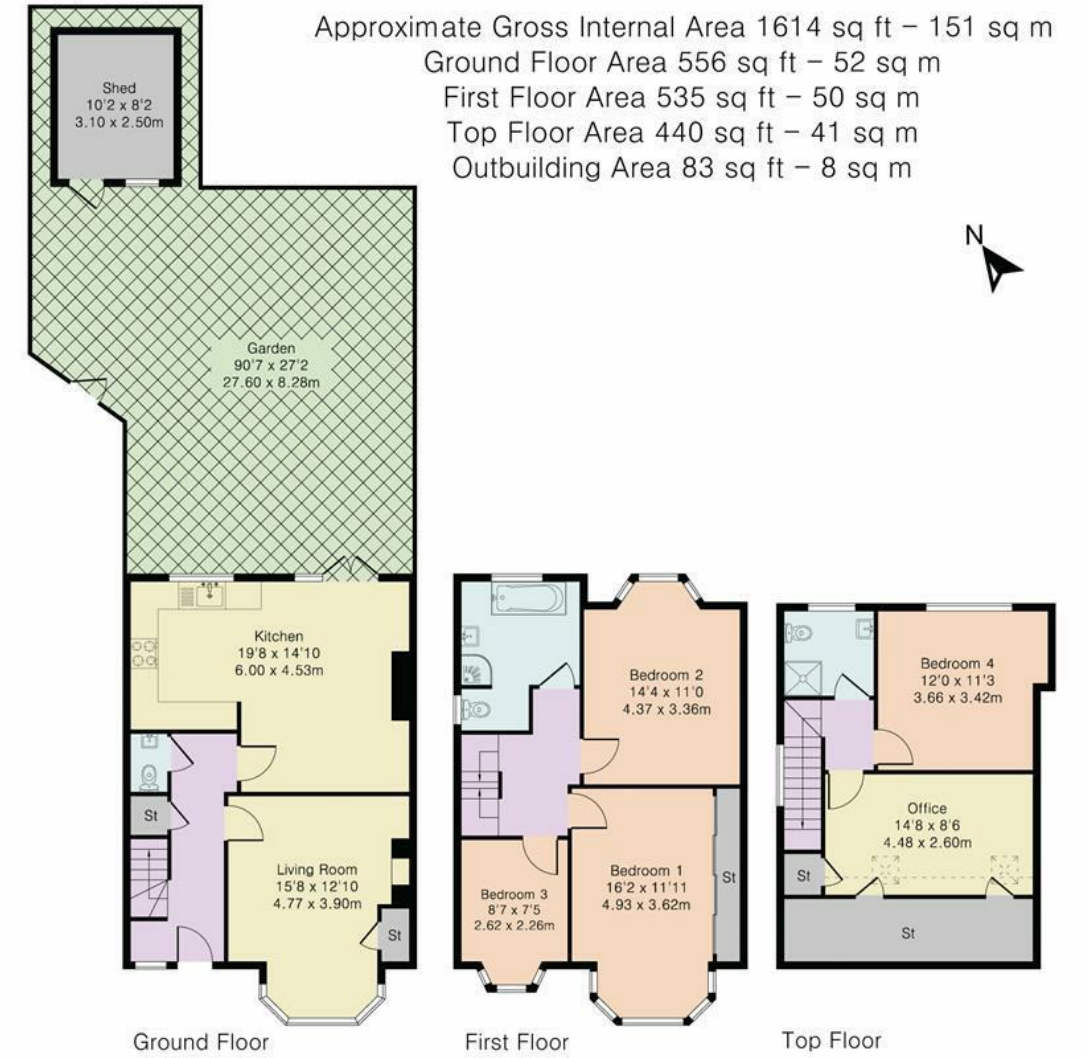 Approximate Gross Internal Area 1614 sq ft – 151 sq m
Ground Floor Area 556 sq ft – 52 sq m
First Floor Area 535 sq ft – 50 sq m
Top Floor Area 440 sq ft – 41 sq m
Outbuilding Area 83 sq ft – 8 sq m
N
Shed
10'2 x 8'2
3.10 x 2.50m
Garden
90'7 x 27'2
27.60 x 8.28m
Kitchen
19'8 x 14'10
6.00 x 4.53m
St
Living Room
15'8 x 12'10
4.77 x 3.90m
St
Ground Floor
Bedroom 2
14'4 x 11'0
4.37 x 3.36m
Bedroom 1
16'2 x 11'11
4.93 x 3.62m
St
Bedroom 3
8'7 x 7'5
2.62 x 2.26m
First Floor
Bedroom 4
12'0 x 11'3
3.66 x 3.42m
Office
14'8 x 8'6
4.48 x 2.60m
St
St
Top Floor